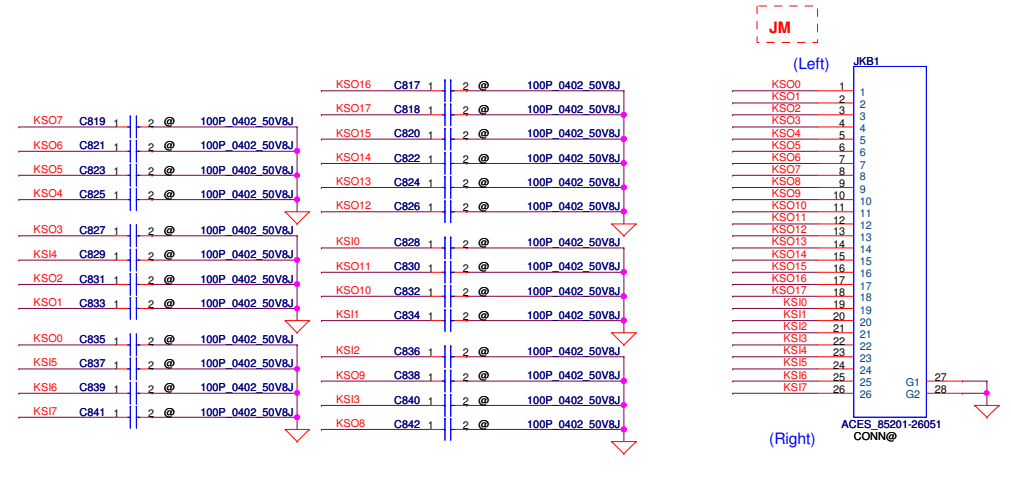 JM
(Left)
JKB1
KSO7 C819 1 2 @ 100P_0402_50V8J
KSO6 C821 1 2 @ 100P_0402_50V8J
KSO5 C823 1 2 @ 100P_0402_50V8J
KSO4 C825 1 2 @ 100P_0402_50V8J
KSO3 C827 1 2 @ 100P_0402_50V8J
KSI4 C829 1 2 @ 100P_0402_50V8J
KSO2 C831 1 2 @ 100P_0402_50V8J
KSO1 C833 1 2 @ 100P_0402_50V8J
KSO0 C835 1 2 @ 100P_0402_50V8J
KSI5 C837 1 2 @ 100P_0402_50V8J
KSI6 C839 1 2 @ 100P_0402_50V8J
KSI7 C841 1 2 @ 100P_0402_50V8J
KSO16 C817 1 2 @ 100P_0402_50V8J
KSO17 C818 1 2 @ 100P_0402_50V8J
KSO15 C820 1 2 @ 100P_0402_50V8J
KSO14 C822 1 2 @ 100P_0402_50V8J
KSO13 C824 1 2 @ 100P_0402_50V8J
KSO12 C826 1 2 @ 100P_0402_50V8J
KSI0 C828 1 2 @ 100P_0402_50V8J
KSO11 C830 1 2 @ 100P_0402_50V8J
KSO10 C832 1 2 @ 100P_0402_50V8J
KSI1 C834 1 2 @ 100P_0402_50V8J
KSI2 C836 1 2 @ 100P_0402_50V8J
KSO9 C838 1 2 @ 100P_0402_50V8J
KSI3 C840 1 2 @ 100P_0402_50V8J
KSO8 C842 1 2 @ 100P_0402_50V8J
KSO0 1 1
KSO1 2 2
KSO2 3 3
KSO3 4 4
KSO4 5 5
KSO5 6 6
KSO6 7 7
KSO7 8 8
KSO8 9 9
KSO9 10 10
KSO10 11 11
KSO11 12 12
KSO12 13 13
KSO13 14 14
KSO14 15 15
KSO15 16 16
KSO16 17 17
KSO17 18 18
KSI0 19 19
KSI1 20 20
KSI2 21 21
KSI3 22 22
KSI4 23 23
KSI5 24 24
KSI6 25 25 G1 27
KSI7 26 26 G2 28
ACES_85201-26051
CONN@
(Right)